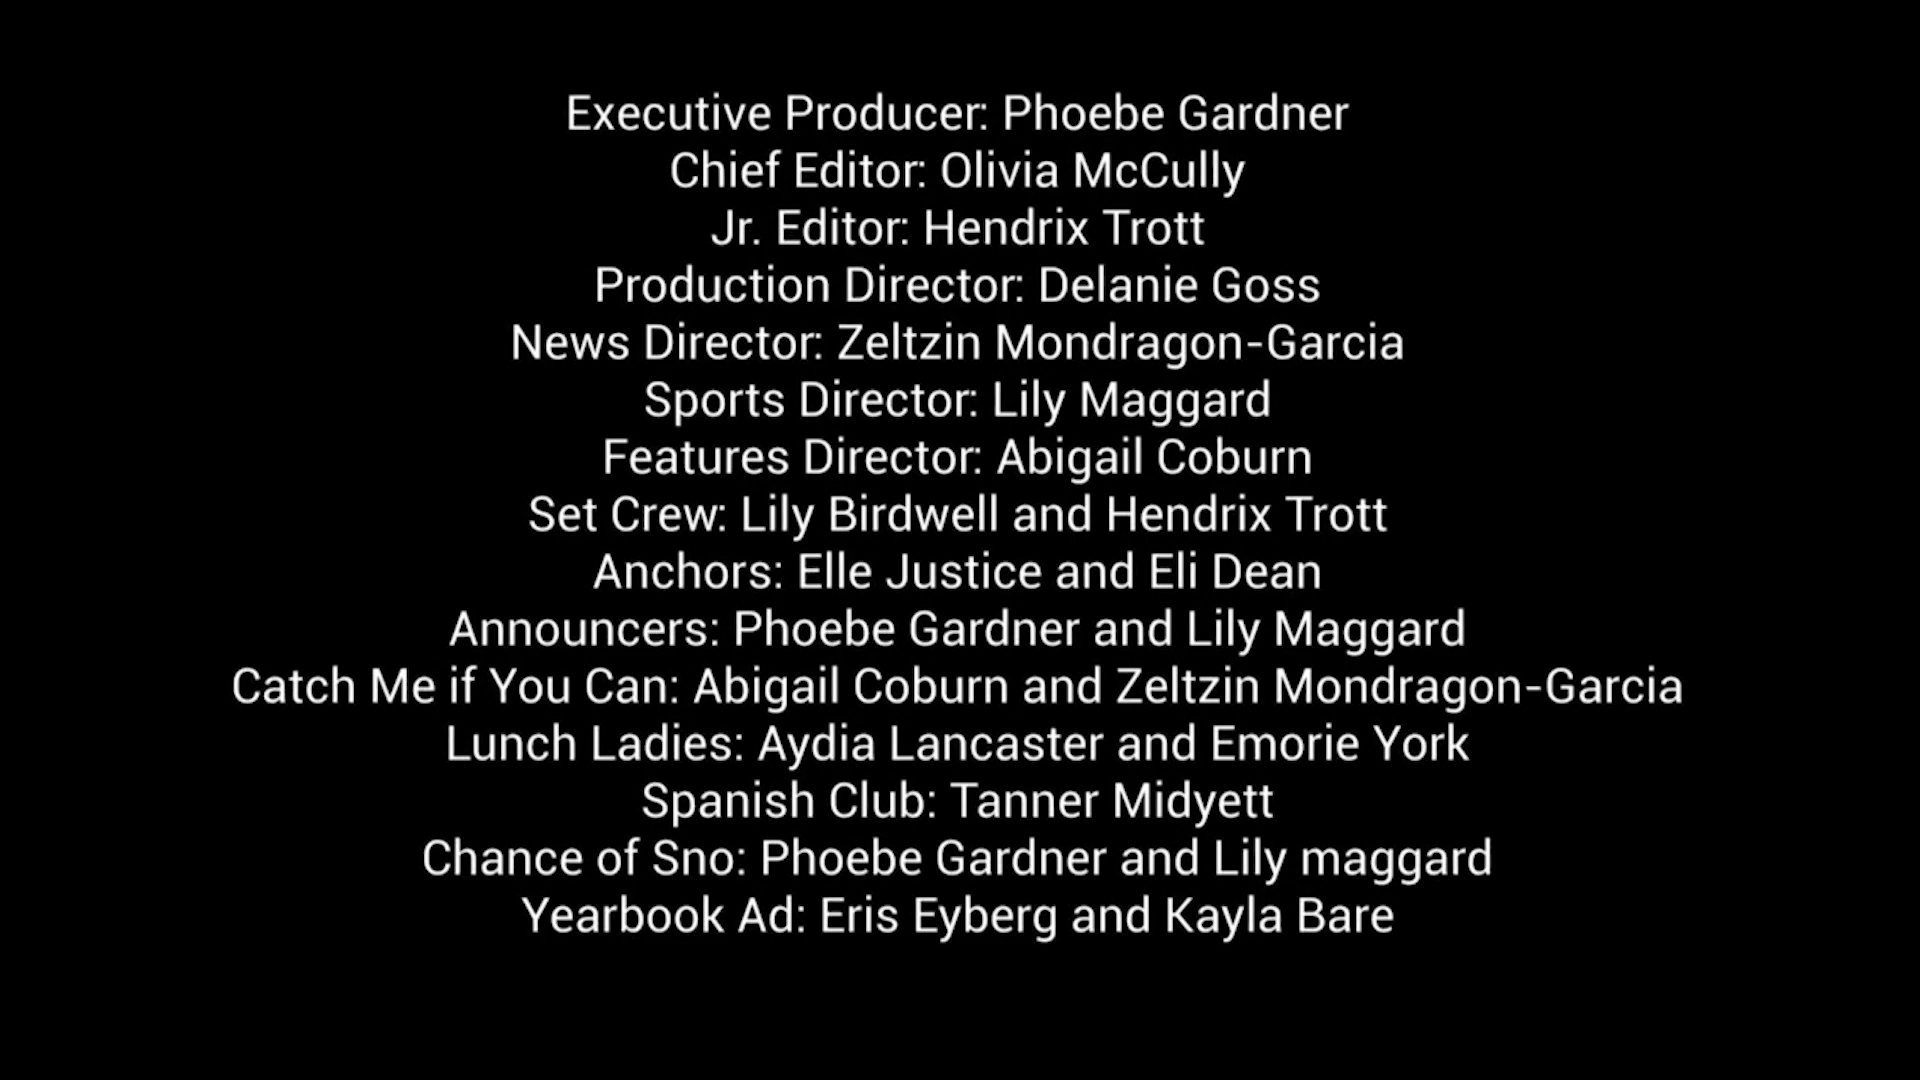 Executive Producer: Phoebe Gardner
Chief Editor: Olivia McCully
Jr. Editor: Hendrix Trott
Production Director: Delanie Goss
News Director: Zeltzin Mondragon-Garcia
Sports Director: Lily Maggard
Features Director: Abigail Coburn
Set Crew: Lily Birdwell and Hendrix Trott
Anchors: Elle Justice and Eli Dean
Announcers: Phoebe Gardner and Lily Maggard
Catch Me if You Can: Abigail Coburn and Zeltzin Mondragon-Garcia
Lunch Ladies: Aydia Lancaster and Emorie York
Spanish Club: Tanner Midyett
Chance of Sno: Phoebe Gardner and Lily maggard
Yearbook Ad: Eris Eyberg and Kayla Bare